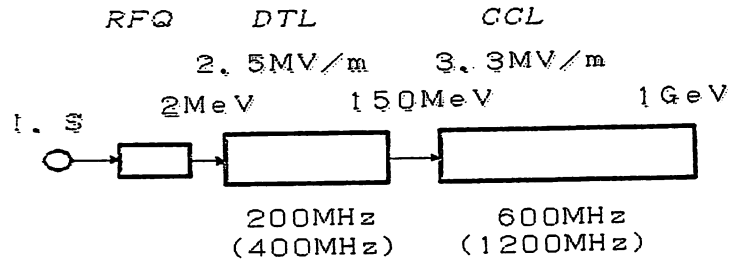 RFQ DTL CCL
2. 5MV/m 3. 3MV/m
2MeV 150MeV 1GeV
I. S
200MHz 600MHz
(400MHz) (1200MHz)